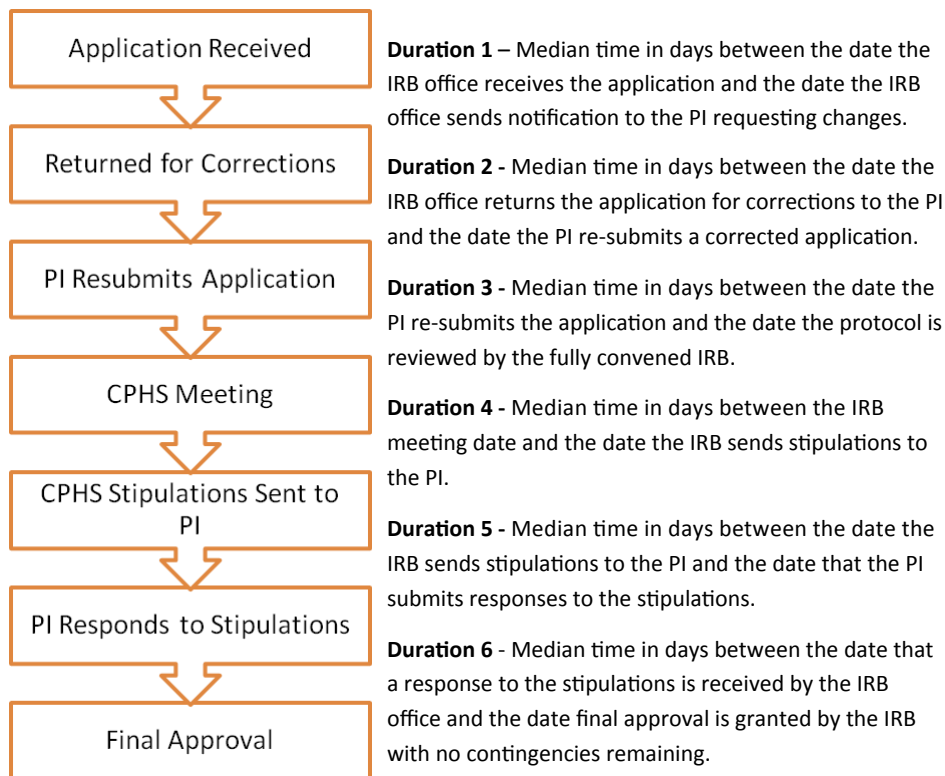 Application Received
Duration 1 – Median time in days between the date the
IRB office receives the application and the date the IRB
office sends notification to the PI requesting changes.
Returned for Corrections
Duration 2 - Median time in days between the date the
IRB office returns the application for corrections to the PI
and the date the PI re-submits a corrected application.
PI Resubmits Application
Duration 3 - Median time in days between the date the
PI re-submits the application and the date the protocol is
reviewed by the fully convened IRB.
CPHS Meeting
Duration 4 - Median time in days between the IRB
meeting date and the date the IRB sends stipulations to
the PI.
CPHS Stipulations Sent to
PI
Duration 5 - Median time in days between the date the
IRB sends stipulations to the PI and the date that the PI
submits responses to the stipulations.
PI Responds to Stipulations
Duration 6 - Median time in days between the date that
a response to the stipulations is received by the IRB
office and the date final approval is granted by the IRB
with no contingencies remaining.
Final Approval